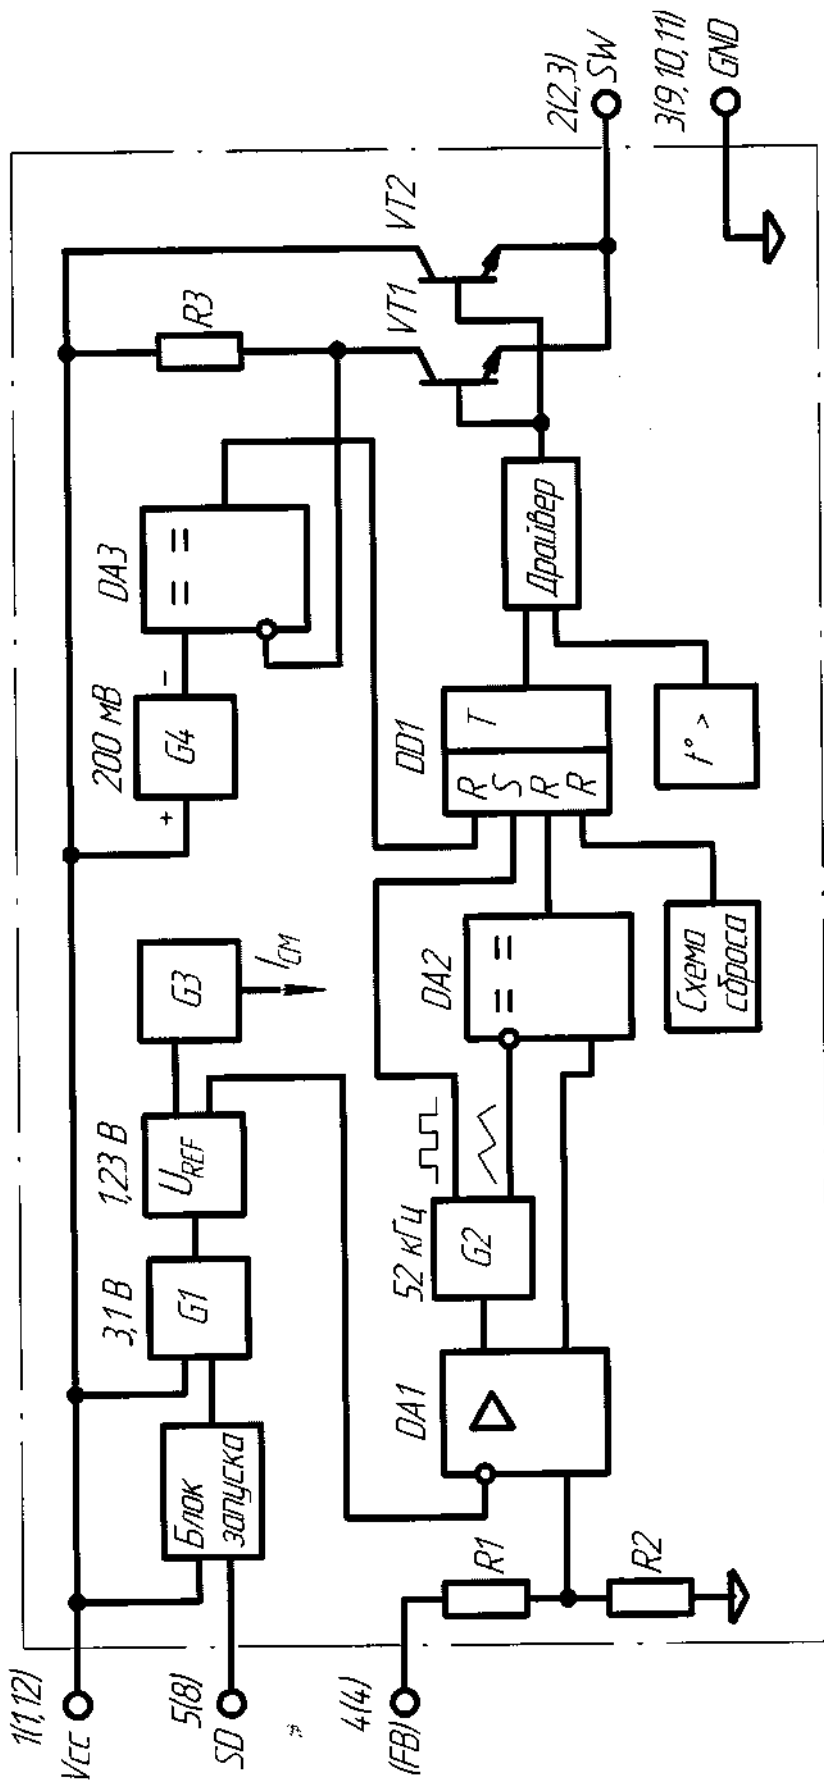 1(1,12)
Vcc
5(8)
SD
4(4)
(FB)
Блок
запуска
3,1 В
G1
1,23 В
U_REF
G3
I_см
200 мВ
+
G4
-
DA3
= =
R3
VT1
VT2
2(2,3)
SW
3(9,10,11)
GND
R1
R2
DA1
52 кГц
G2
DA2
= =
Схема
сброса
DD1
R
S
R
R
T
t° >
Драйвер